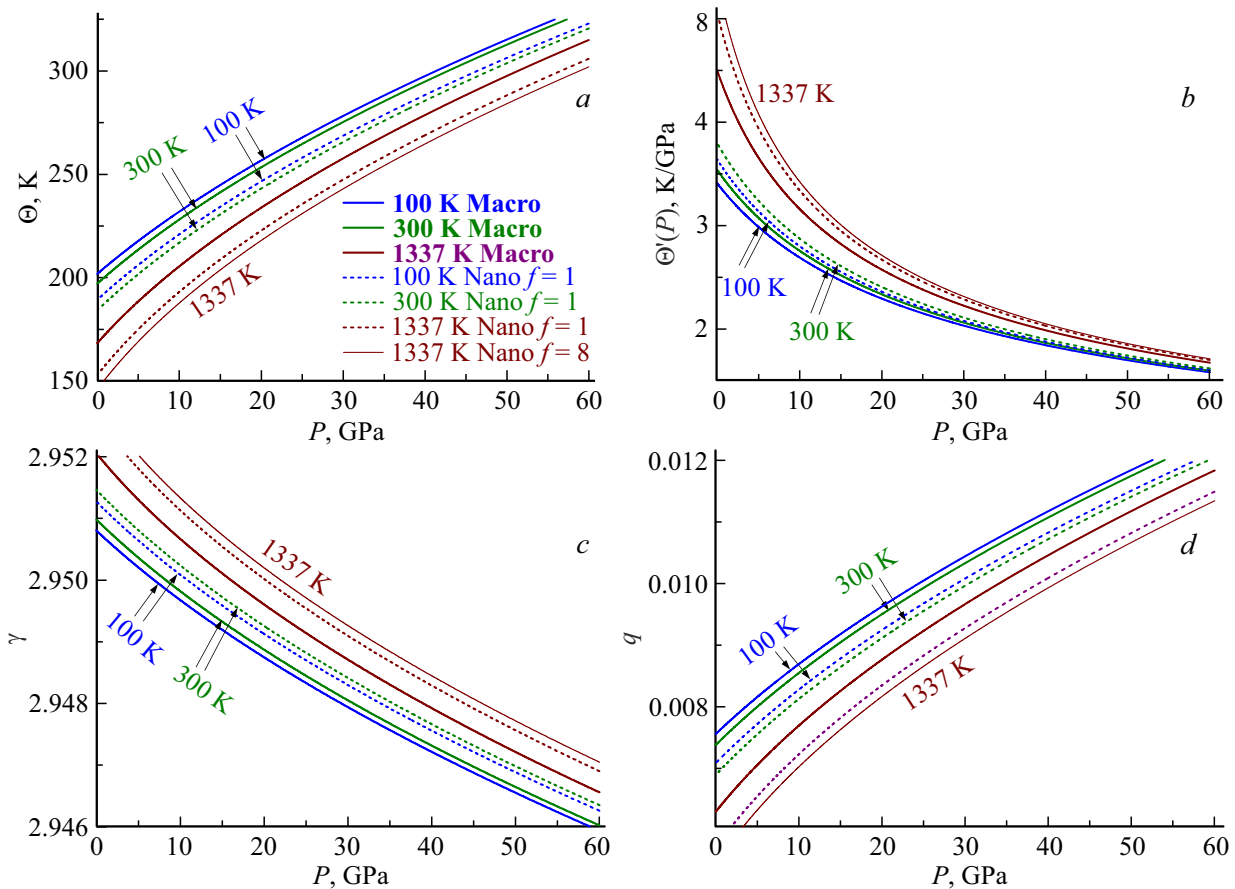 300
250
200
150
Θ, K
0
10
20
30
40
50
60
P, GPa
a
100 K
300 K
1337 K
100 K Macro
300 K Macro
1337 K Macro
100 K Nano f = 1
300 K Nano f = 1
1337 K Nano f = 1
1337 K Nano f = 8
8
4
3
2
Θ'(P), K/GPa
0
10
20
30
40
50
60
P, GPa
b
1337 K
100 K
300 K
2.952
2.950
2.948
2.946
γ
0
10
20
30
40
50
60
P, GPa
c
1337 K
100 K
300 K
0.012
0.010
0.008
q
0
10
20
30
40
50
60
P, GPa
d
300 K
100 K
1337 K